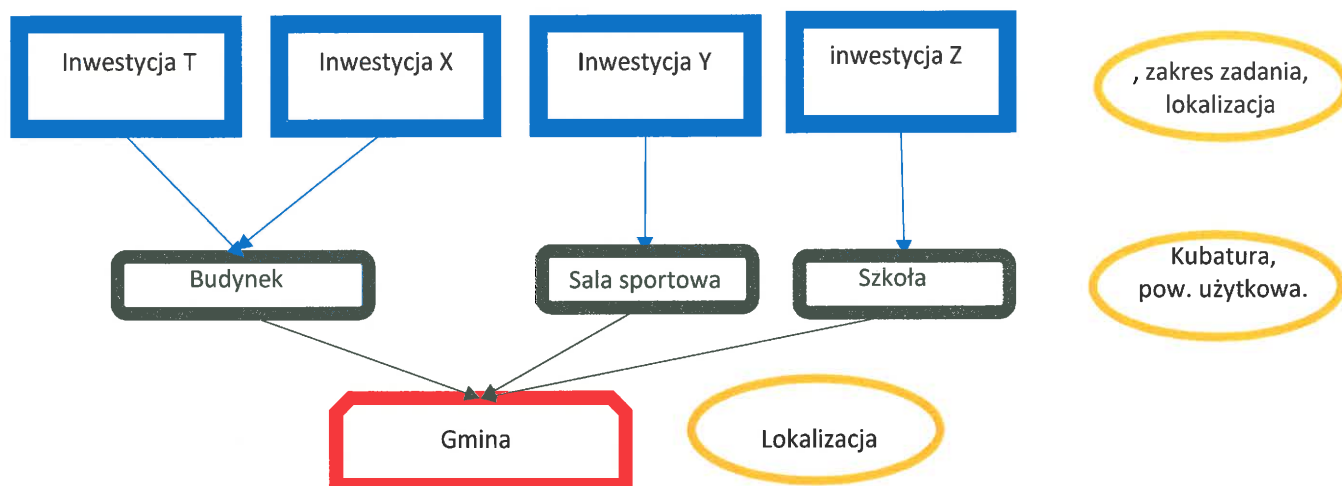 Inwestycja T
Inwestycja X
Inwestycja Y
inwestycja Z
, zakres zadania,
lokalizacja
Budynek
Sala sportowa
Szkoła
Kubatura,
pow. użytkowa.
Gmina
Lokalizacja